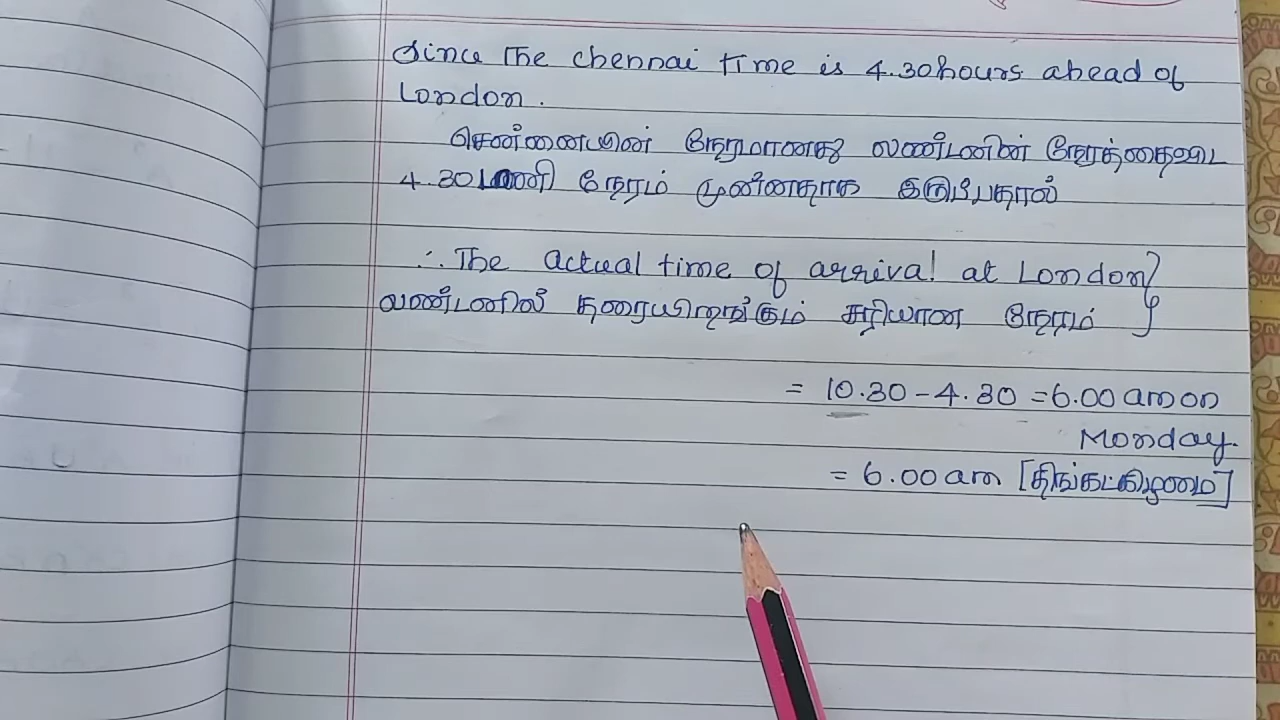 Since The chennai time is 4.30hours ahead of
London.
சென்னையின் நேரமானது லண்டனின் நேரத்தைவிட
4.30மணி நேரம் முன்னதாக இருப்பதால்
∴ The actual time of arrival at London}
லண்டனில் தரையிறங்கும் சரியான நேரம்
= 10.30 - 4.30 = 6.00 am on
Monday.
= 6.00 am [திங்கட்கிழமை]